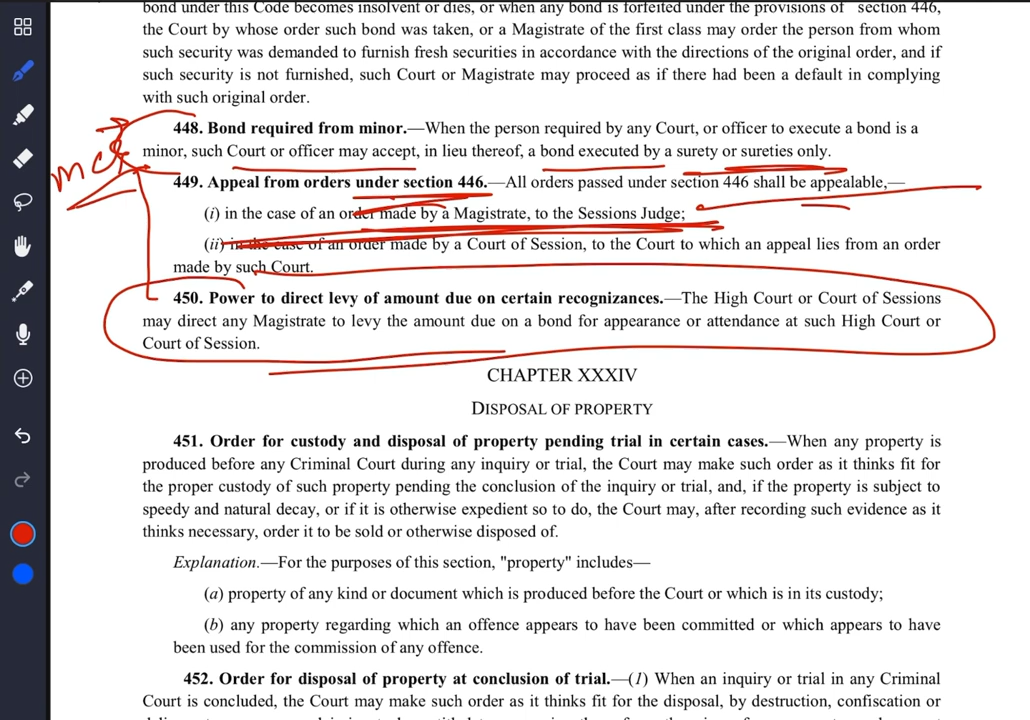 bond under this Code becomes insolvent or dies, or when any bond is forfeited under the provisions of section 446,
the Court by whose order such bond was taken, or a Magistrate of the first class may order the person from whom
such security was demanded to furnish fresh securities in accordance with the directions of the original order, and if
such security is not furnished, such Court or Magistrate may proceed as if there had been a default in complying
with such original order.
448. Bond required from minor.—When the person required by any Court, or officer to execute a bond is a
minor, such Court or officer may accept, in lieu thereof, a bond executed by a surety or sureties only.
449. Appeal from orders under section 446.—All orders passed under section 446 shall be appealable,—
(i) in the case of an order made by a Magistrate, to the Sessions Judge;
(ii) in the case of an order made by a Court of Session, to the Court to which an appeal lies from an order
made by such Court.
450. Power to direct levy of amount due on certain recognizances.—The High Court or Court of Sessions
may direct any Magistrate to levy the amount due on a bond for appearance or attendance at such High Court or
Court of Session.
CHAPTER XXXIV
DISPOSAL OF PROPERTY
451. Order for custody and disposal of property pending trial in certain cases.—When any property is
produced before any Criminal Court during any inquiry or trial, the Court may make such order as it thinks fit for
the proper custody of such property pending the conclusion of the inquiry or trial, and, if the property is subject to
speedy and natural decay, or if it is otherwise expedient so to do, the Court may, after recording such evidence as it
thinks necessary, order it to be sold or otherwise disposed of.
Explanation.—For the purposes of this section, "property" includes—
(a) property of any kind or document which is produced before the Court or which is in its custody;
(b) any property regarding which an offence appears to have been committed or which appears to have
been used for the commission of any offence.
452. Order for disposal of property at conclusion of trial.—(1) When an inquiry or trial in any Criminal
Court is concluded, the Court may make such order as it thinks fit for the disposal, by destruction, confiscation or